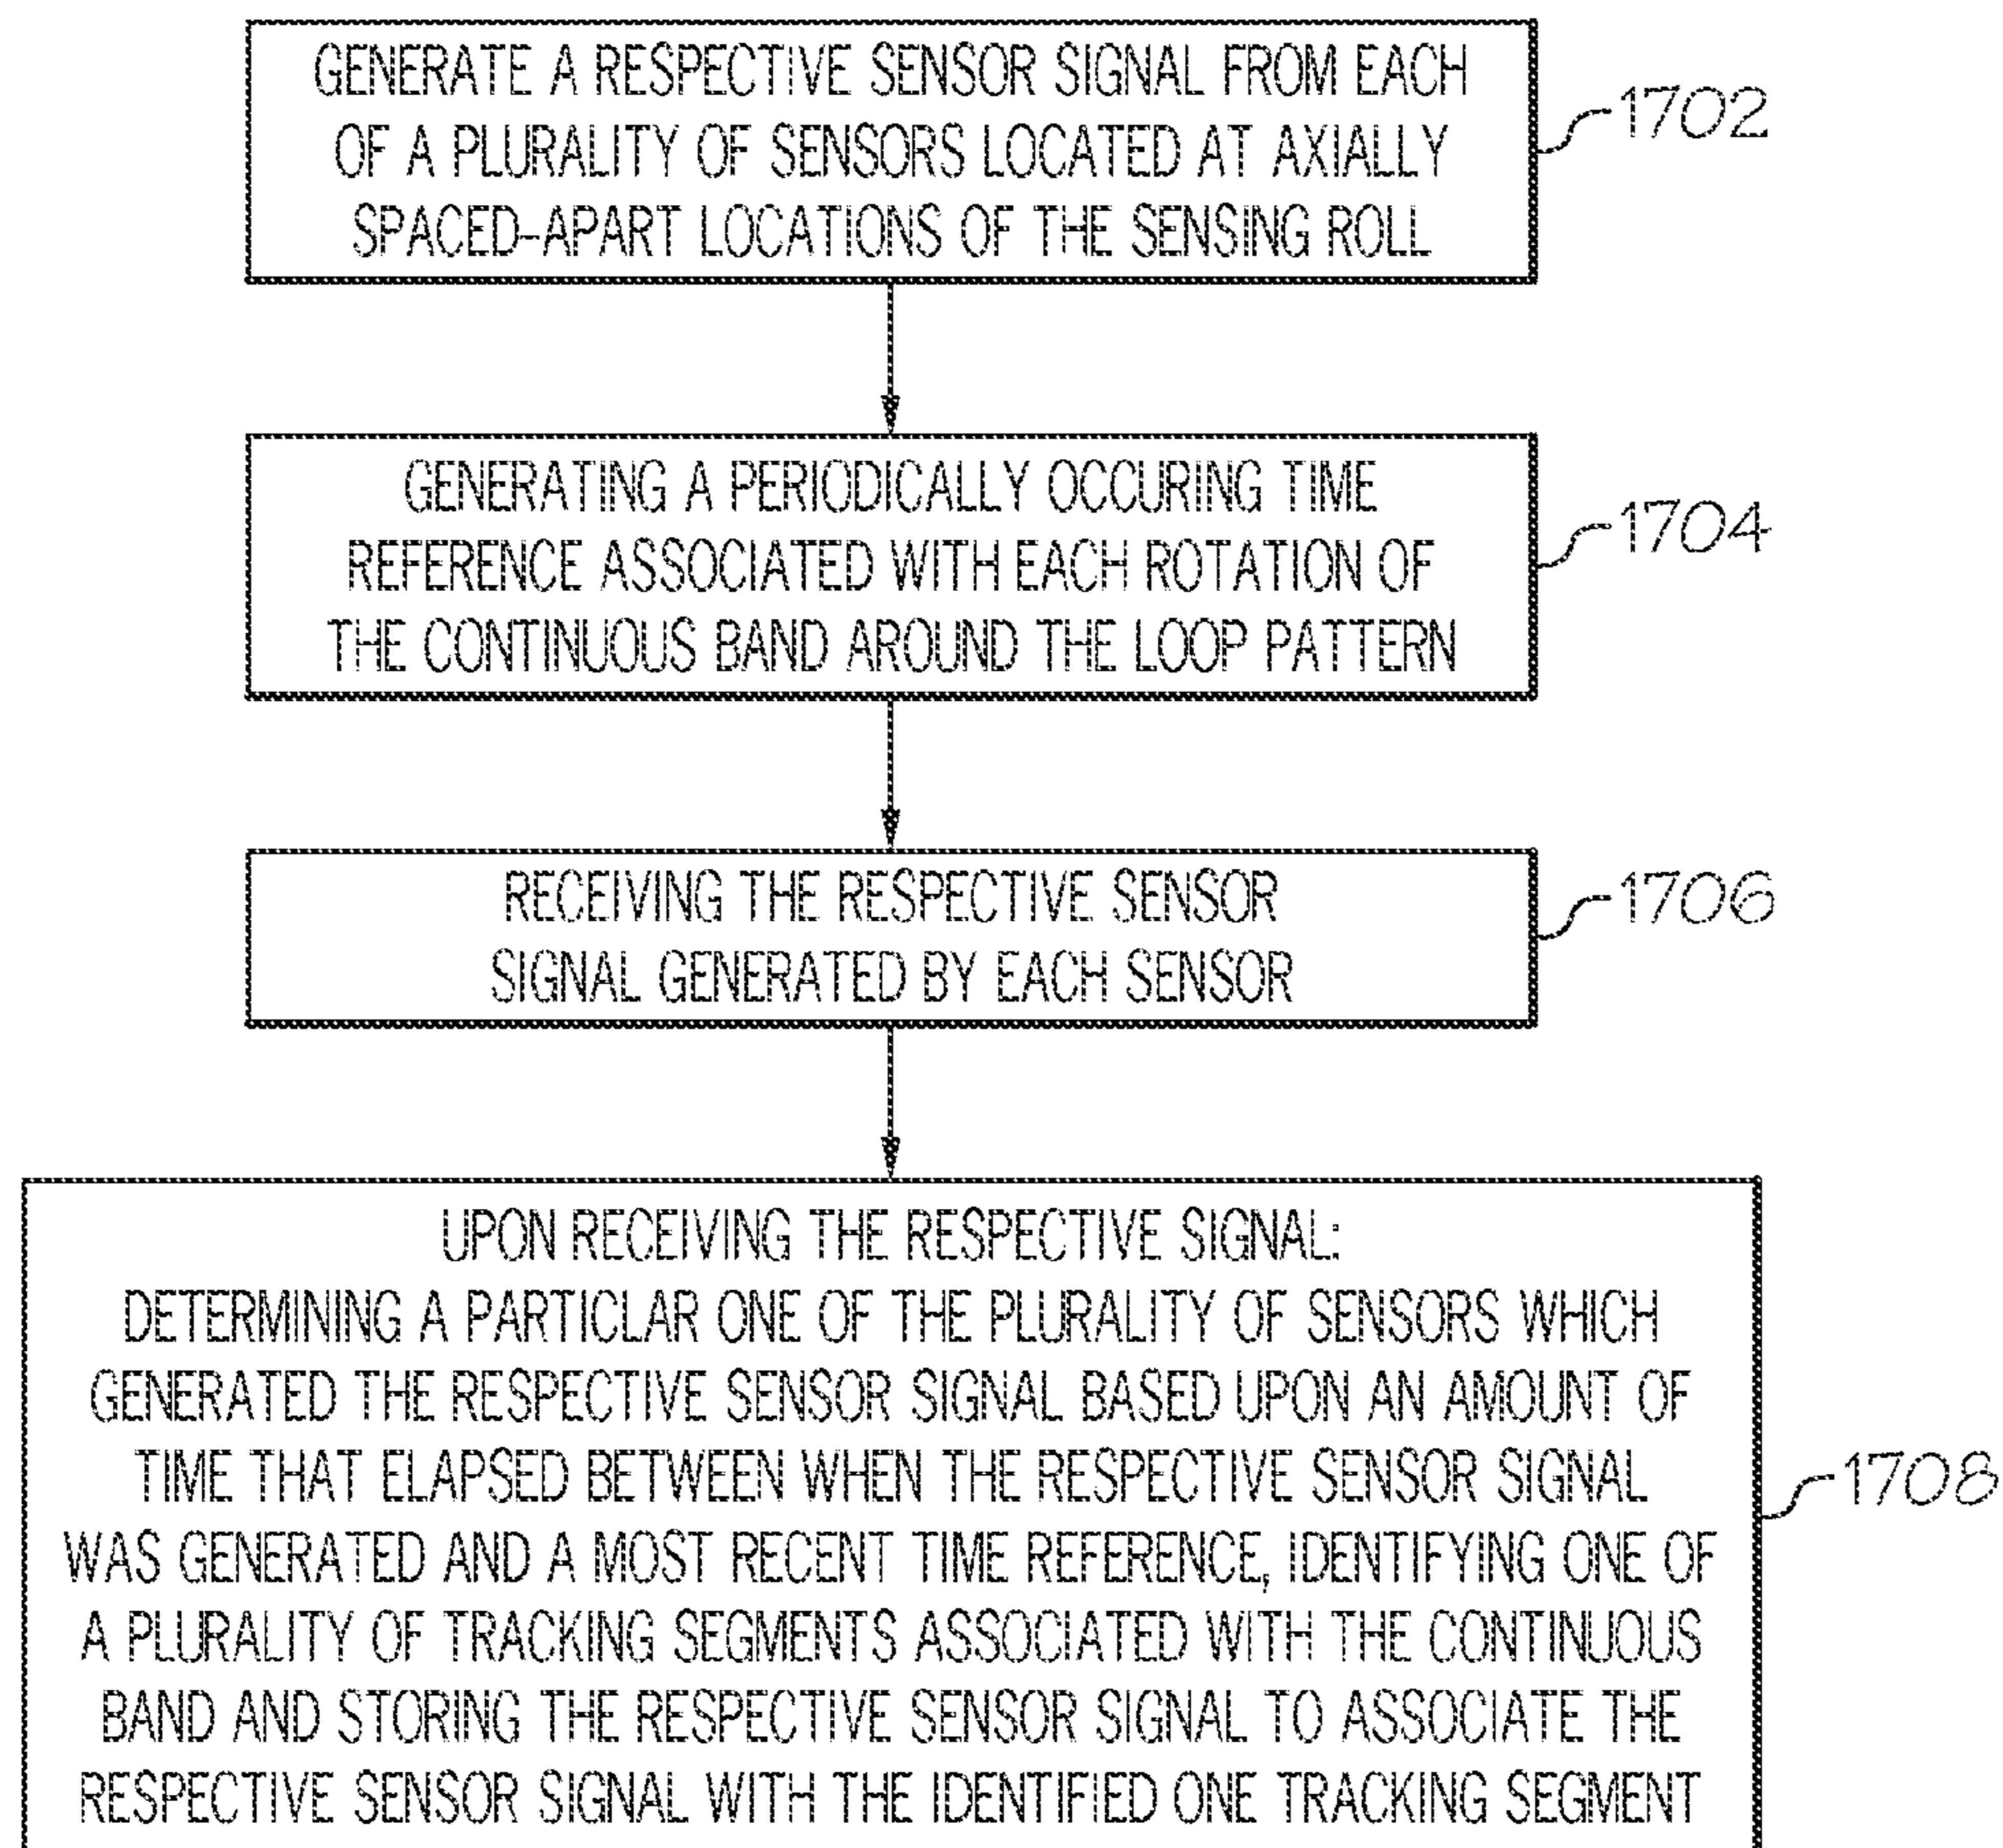 GENERATE A RESPECTIVE SENSOR SIGNAL FROM EACH
OF A PLURALITY OF SENSORS LOCATED AT AXIALLY
SPACED-APART LOCATIONS OF THE SENSING ROLL
1702
GENERATING A PERIODICALLY OCCURING TIME
REFERENCE ASSOCIATED WITH EACH ROTATION OF
THE CONTINUOUS BAND AROUND THE LOOP PATTERN
1704
RECEIVING THE RESPECTIVE SENSOR
SIGNAL GENERATED BY EACH SENSOR
1706
UPON RECEIVING THE RESPECTIVE SIGNAL:
DETERMINING A PARTICLAR ONE OF THE PLURALITY OF SENSORS WHICH
GENERATED THE RESPECTIVE SENSOR SIGNAL BASED UPON AN AMOUNT OF
TIME THAT ELAPSED BETWEEN WHEN THE RESPECTIVE SENSOR SIGNAL
WAS GENERATED AND A MOST RECENT TIME REFERENCE, IDENTIFYING ONE OF
A PLURALITY OF TRACKING SEGMENTS ASSOCIATED WITH THE CONTINUOUS
BAND AND STORING THE RESPECTIVE SENSOR SIGNAL TO ASSOCIATE THE
RESPECTIVE SENSOR SIGNAL WITH THE IDENTIFIED ONE TRACKING SEGMENT
1708